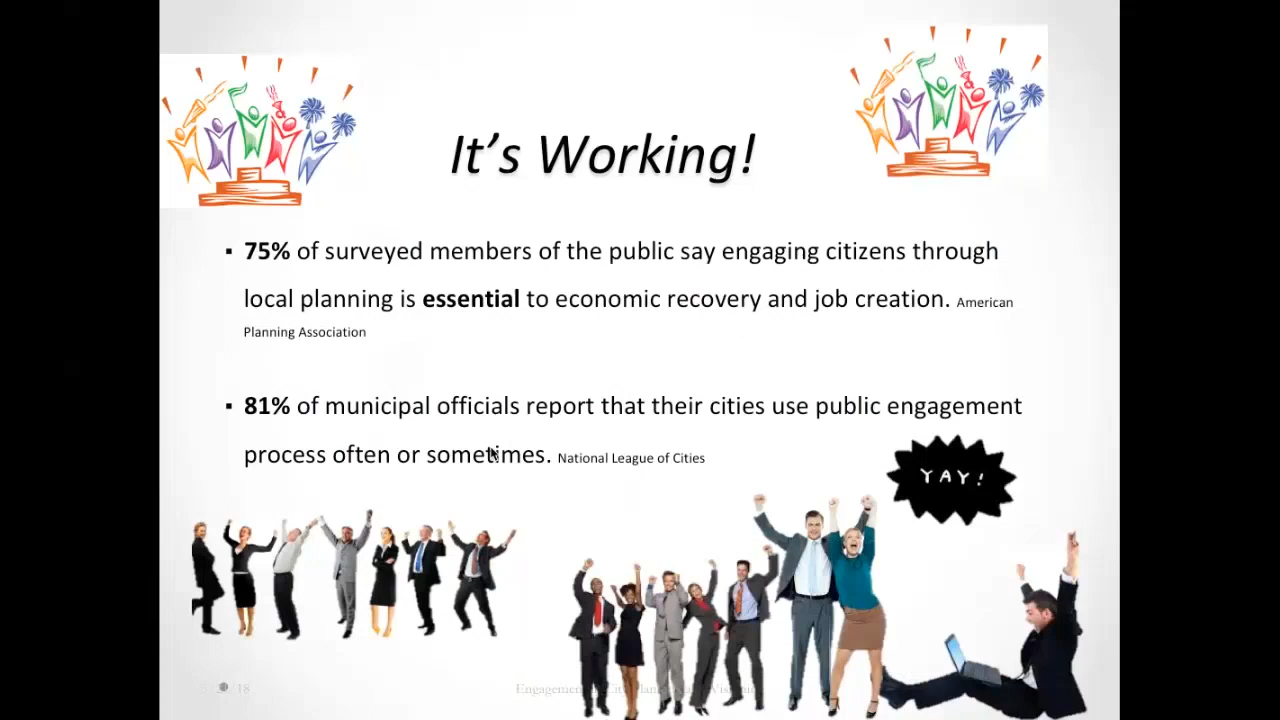 It's Working!
▪ 75% of surveyed members of the public say engaging citizens through
local planning is essential to economic recovery and job creation. American
Planning Association
▪ 81% of municipal officials report that their cities use public engagement
process often or sometimes. National League of Cities
YAY!
18
Engagement